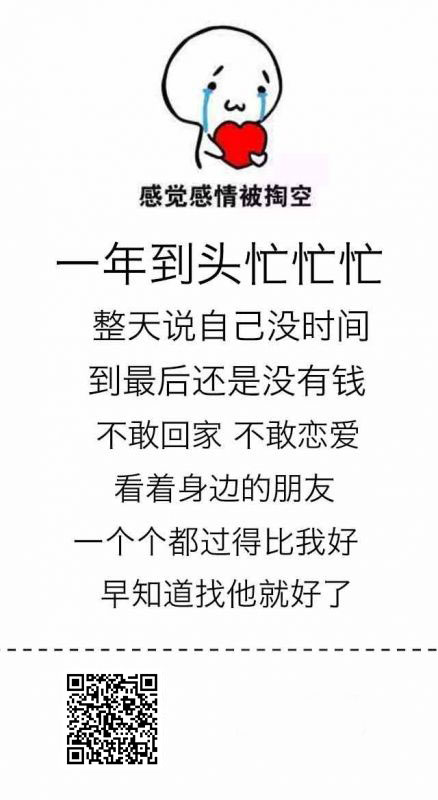 感觉感情被掏空
一年到头忙忙忙
整天说自己没时间
到最后还是没有钱
不敢回家 不敢恋爱
看着身边的朋友
一个个都过得比我好
早知道找他就好了